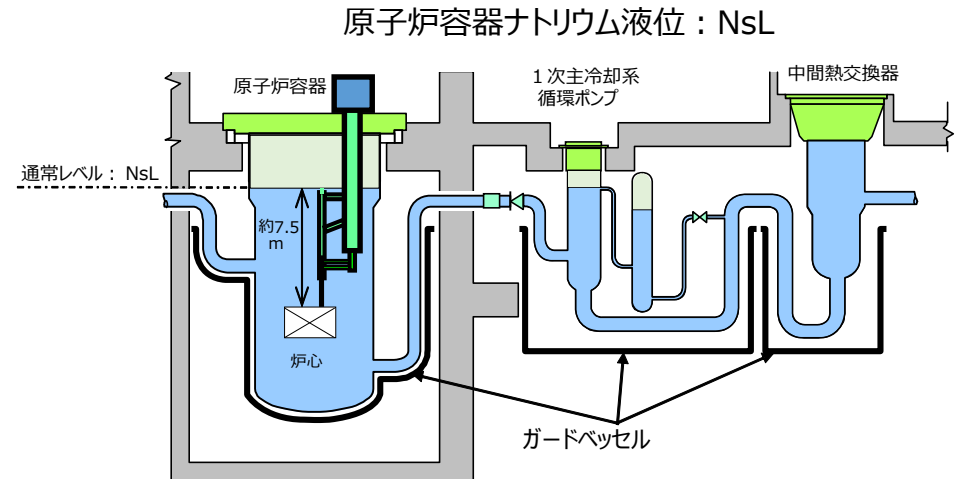 原子炉容器ナトリウム液位：NsL
原子炉容器
１次主冷却系
循環ポンプ
中間熱交換器
通常レベル： NsL
約7.5
m
炉心
ガードベッセル